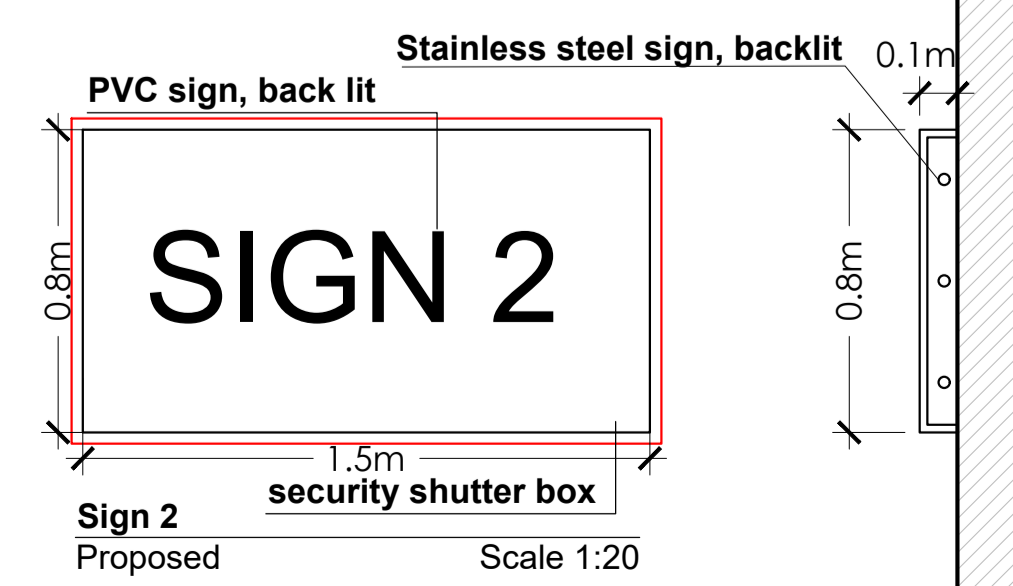 Stainless steel sign, backlit
0.1m
PVC sign, back lit
0.8m
SIGN 2
0.8m
1.5m
security shutter box
Sign 2
Proposed
Scale 1:20